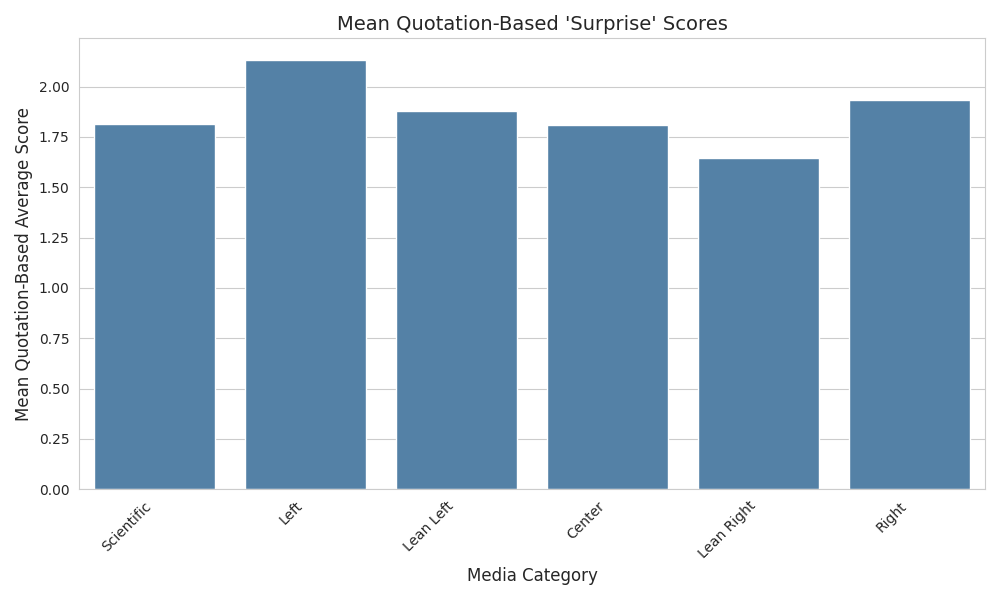 Mean Quotation-Based 'Surprise' Scores
Mean Quotation-Based Average Score
2.00
1.75
1.50
1.25
1.00
0.75
0.50
0.25
0.00
Scientific
Left
Lean Left
Center
Lean Right
Right
Media Category